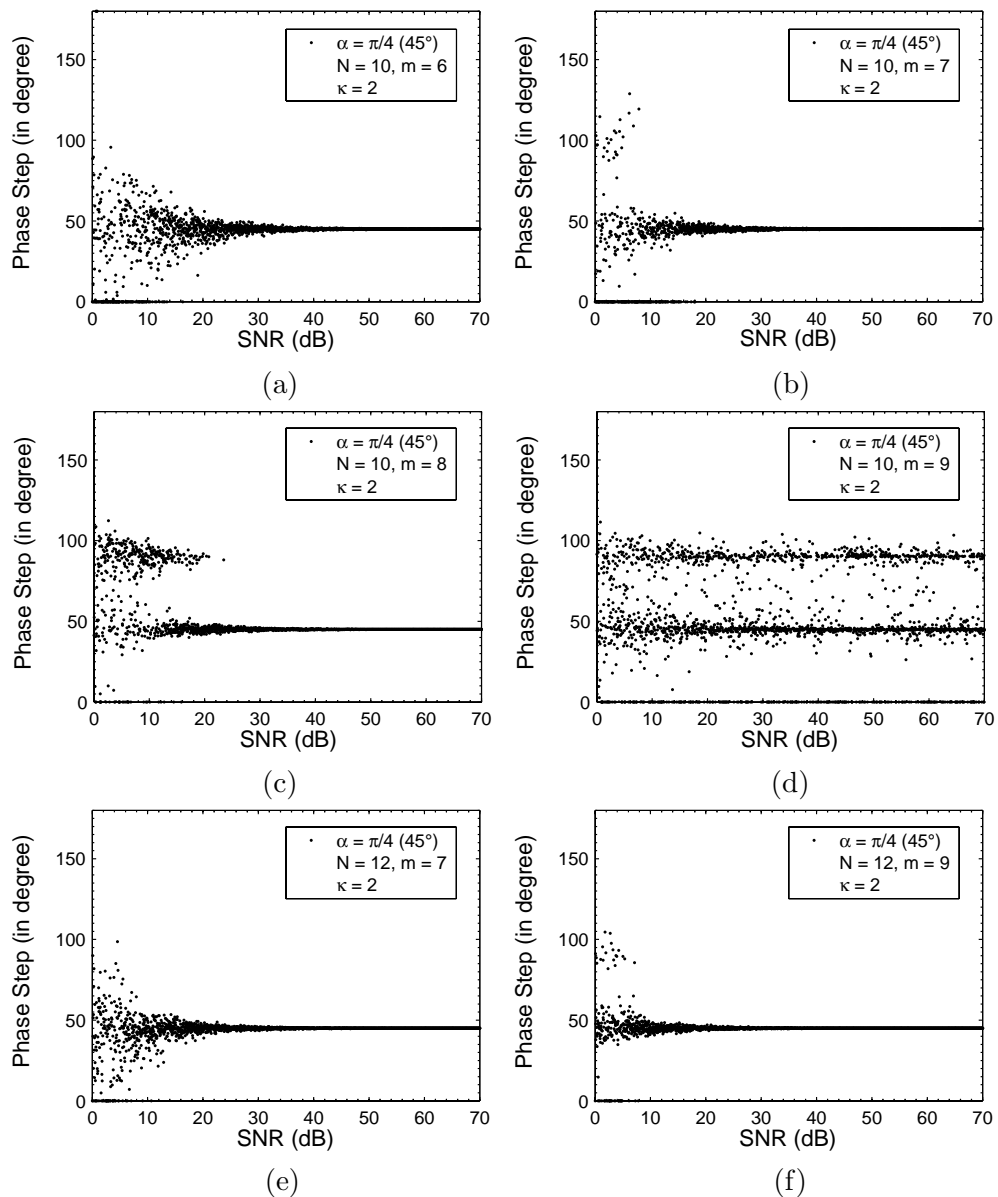 Phase Step (in degree)
150
100
50
0
α = π/4 (45°)
N = 10, m = 6
κ = 2
0 10 20 30 40 50 60 70
SNR (dB)
(a)
Phase Step (in degree)
150
100
50
0
α = π/4 (45°)
N = 10, m = 7
κ = 2
0 10 20 30 40 50 60 70
SNR (dB)
(b)
Phase Step (in degree)
150
100
50
0
α = π/4 (45°)
N = 10, m = 8
κ = 2
0 10 20 30 40 50 60 70
SNR (dB)
(c)
Phase Step (in degree)
150
100
50
0
α = π/4 (45°)
N = 10, m = 9
κ = 2
0 10 20 30 40 50 60 70
SNR (dB)
(d)
Phase Step (in degree)
150
100
50
0
α = π/4 (45°)
N = 12, m = 7
κ = 2
0 10 20 30 40 50 60 70
SNR (dB)
(e)
Phase Step (in degree)
150
100
50
0
α = π/4 (45°)
N = 12, m = 9
κ = 2
0 10 20 30 40 50 60 70
SNR (dB)
(f)